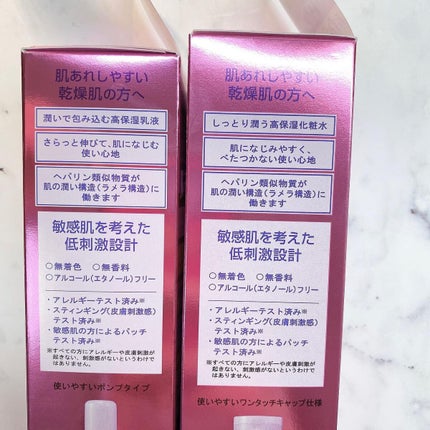 肌あれしやすい
乾燥肌の方へ
潤いで包み込む高保湿乳液
さらっと伸びて、肌になじむ
使い心地
ヘパリン類似物質が
肌の潤い構造(ラメラ構造)に
働きます
敏感肌を考えた
低刺激設計
○無着色 ○無香料
○アルコール(エタノール)フリー
・アレルギーテスト済み※
・スティンギング(皮膚刺激感)
テスト済み※
・敏感肌の方によるパッチ
テスト済み※
※すべての方にアレルギーや皮膚刺激が
起きない、刺激感がないというわけで
はありません。
使いやすいポンプタイプ
肌あれしやすい
乾燥肌の方へ
しっとり潤う高保湿化粧水
肌になじみやすく、
べたつかない使い心地
ヘパリン類似物質が
肌の潤い構造(ラメラ構造)に
働きます
敏感肌を考えた
低刺激設計
○無着色 ○無香料
○アルコール(エタノール)フリー
・アレルギーテスト済み※
・スティンギング(皮膚刺激感)
テスト済み※
・敏感肌の方によるパッチ
テスト済み※
※すべての方にアレルギーや皮膚刺激が
起きない、刺激感がないというわけで
はありません。
使いやすいワンタッチキャップ仕様